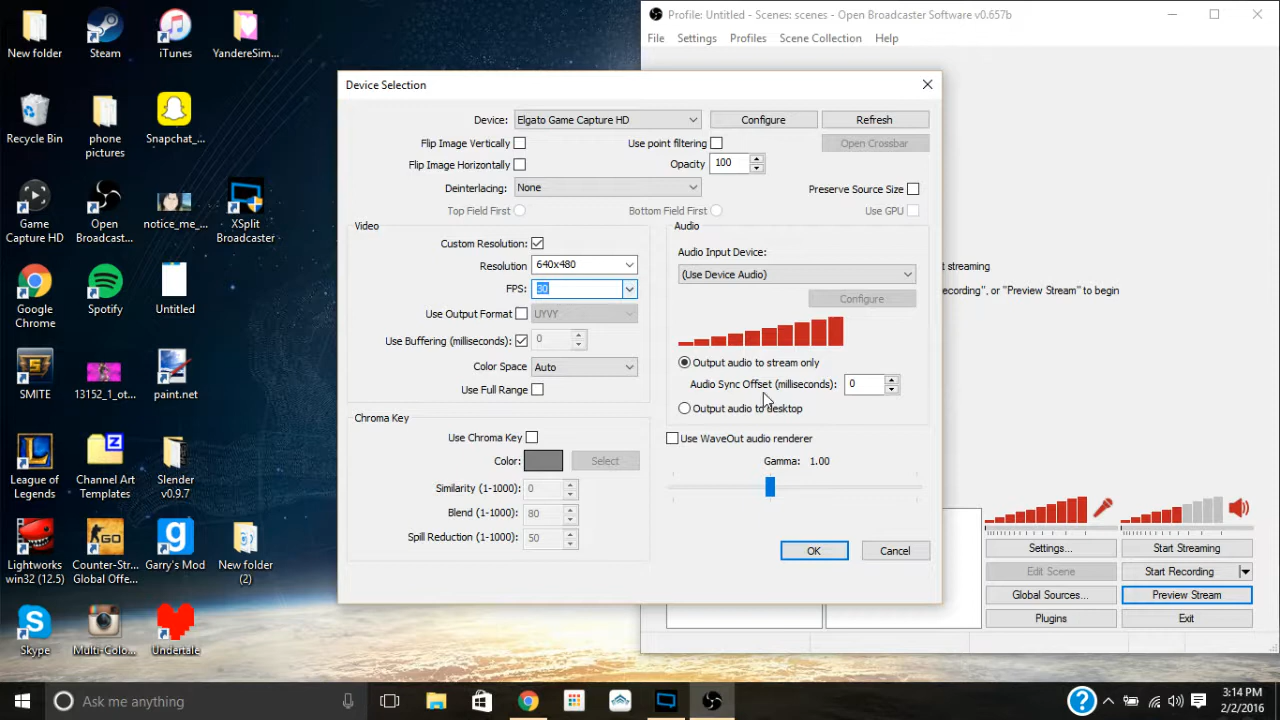 New folder
Steam
iTunes
YandereSim...
Recycle Bin
phone
pictures
Snapchat_...
Game
Capture HD
Open
Broadcast...
notice_me_...
XSplit
Broadcaster
Google
Chrome
Spotify
Untitled
SMITE
13152_1_ot...
paint.net
League of
Legends
Channel Art
Templates
Slender
v0.9.7
Lightworks
win32 (12.5)
Counter-Str...
Global Offe...
Garry's Mod
New folder
(2)
Skype
Multi-Colo...
Undertale
Profile: Untitled - Scenes: scenes - Open Broadcaster Software v0.657b
File Settings Profiles Scene Collection Help
Device Selection
Device: Elgato Game Capture HD Configure Refresh
Flip Image Vertically Use point filtering Open Crossbar
Flip Image Horizontally Opacity 100
Deinterlacing: None Preserve Source Size
Top Field First Bottom Field First Use GPU
Video
Custom Resolution:
Resolution 640x480
FPS: 30
Use Output Format UYVY
Use Buffering (milliseconds): 0
Color Space Auto
Use Full Range
Chroma Key
Use Chroma Key
Color: Select
Similarity (1-1000): 0
Blend (1-1000): 80
Spill Reduction (1-1000): 50
Audio
Audio Input Device:
(Use Device Audio)
Configure
Output audio to stream only
Audio Sync Offset (milliseconds): 0
Output audio to desktop
Use WaveOut audio renderer
Gamma: 1.00
OK Cancel
streaming
ecording", or "Preview Stream" to begin
Settings... Start Streaming
Edit Scene Start Recording
Global Sources... Preview Stream
Plugins Exit
Ask me anything
3:14 PM
2/2/2016